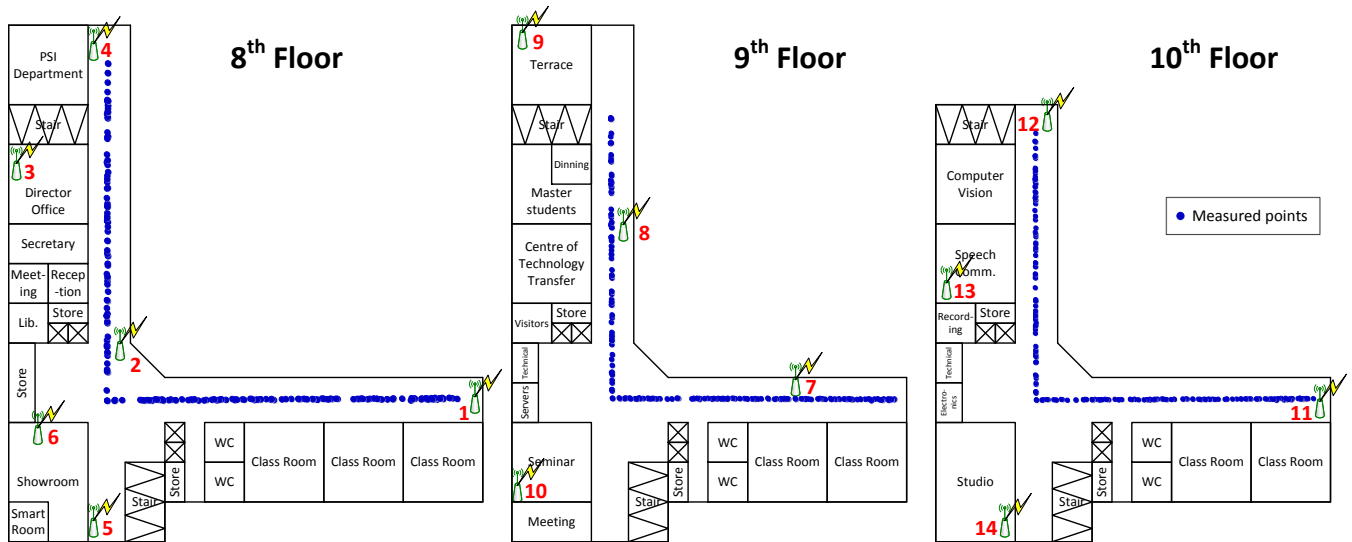 8th Floor
4
PSI
Department
Stair
3
Director
Office
Secretary
Meet-
ing
Recep
-tion
Lib.
Store
2
Store
1
6
Showroom
Smart
Room
5
Stair
Store
WC
WC
Class Room
Class Room
Class Room
9th Floor
9
Terrace
Stair
Dinning
Master
students
8
Centre of
Technology
Transfer
Visitors
Store
Technical
Servers
7
Seminar
10
Meeting
Stair
Store
WC
WC
Class Room
Class Room
10th Floor
12
Stair
Computer
Vision
Measured points
Speech
Comm.
13
Record-
ing
Store
Technical
Electro-
nics
11
Studio
14
Stair
Store
WC
WC
Class Room
Class Room